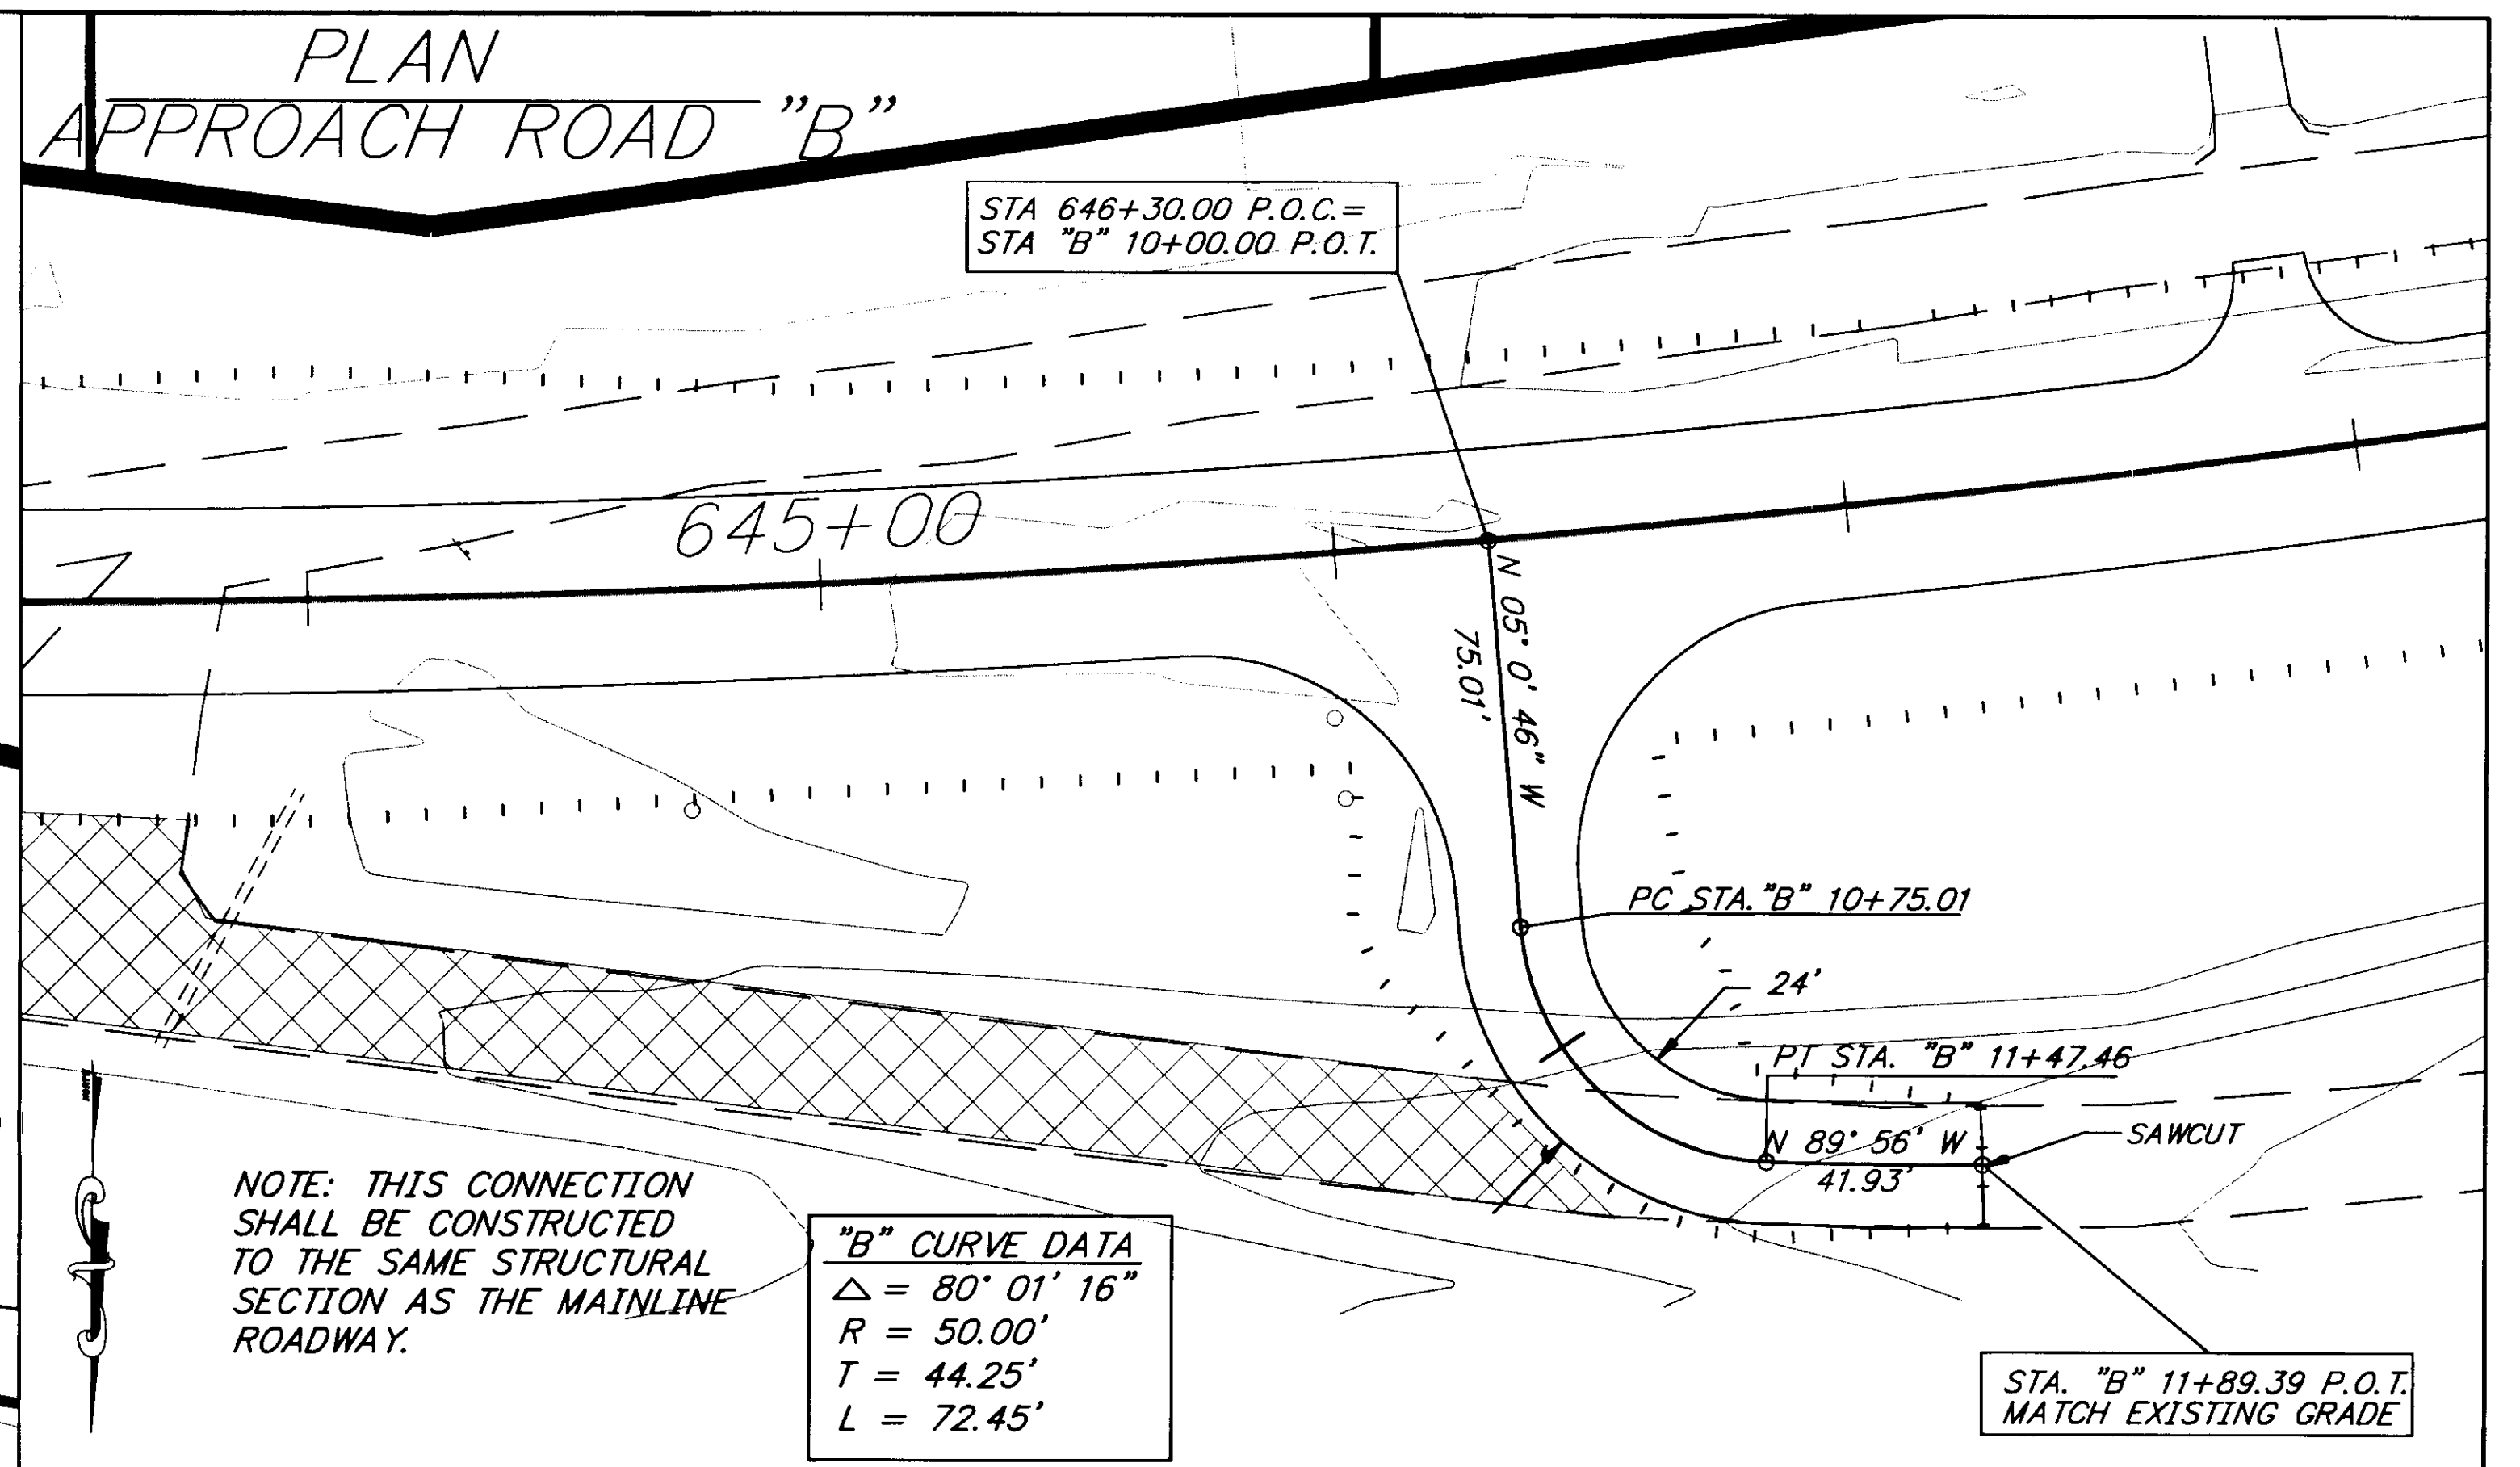 PLAN
APPROACH ROAD "B"
STA 646+30.00 P.O.C.=
STA "B" 10+00.00 P.O.T.
645+00
N 05° 0' 46" W
75.01'
PC STA. "B" 10+75.01
24'
PT STA. "B" 11+47.46
N 89° 56' W
41.93'
SAWCUT
NORTH
NOTE: THIS CONNECTION
SHALL BE CONSTRUCTED
TO THE SAME STRUCTURAL
SECTION AS THE MAINLINE
ROADWAY.
"B" CURVE DATA
△ = 80° 01' 16"
R = 50.00'
T = 44.25'
L = 72.45'
STA. "B" 11+89.39 P.O.T.
MATCH EXISTING GRADE